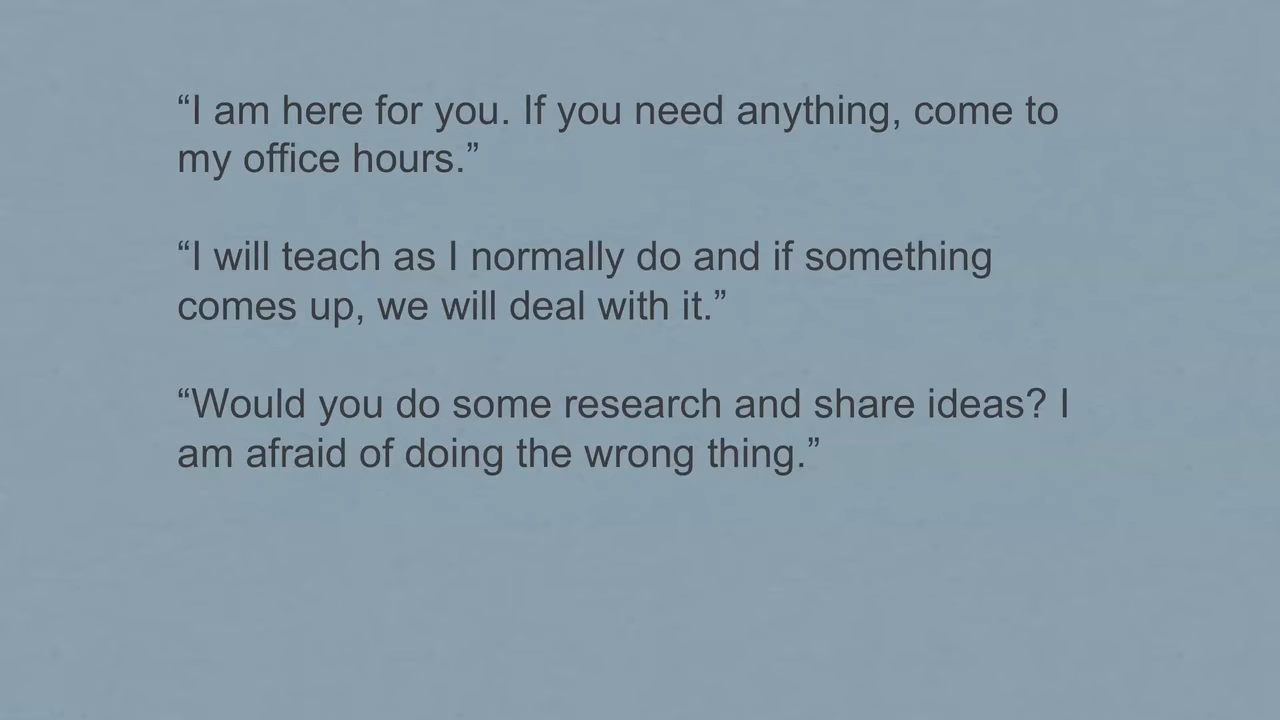 “I am here for you. If you need anything, come to
my office hours.”
“I will teach as I normally do and if something
comes up, we will deal with it.”
“Would you do some research and share ideas? I
am afraid of doing the wrong thing.”